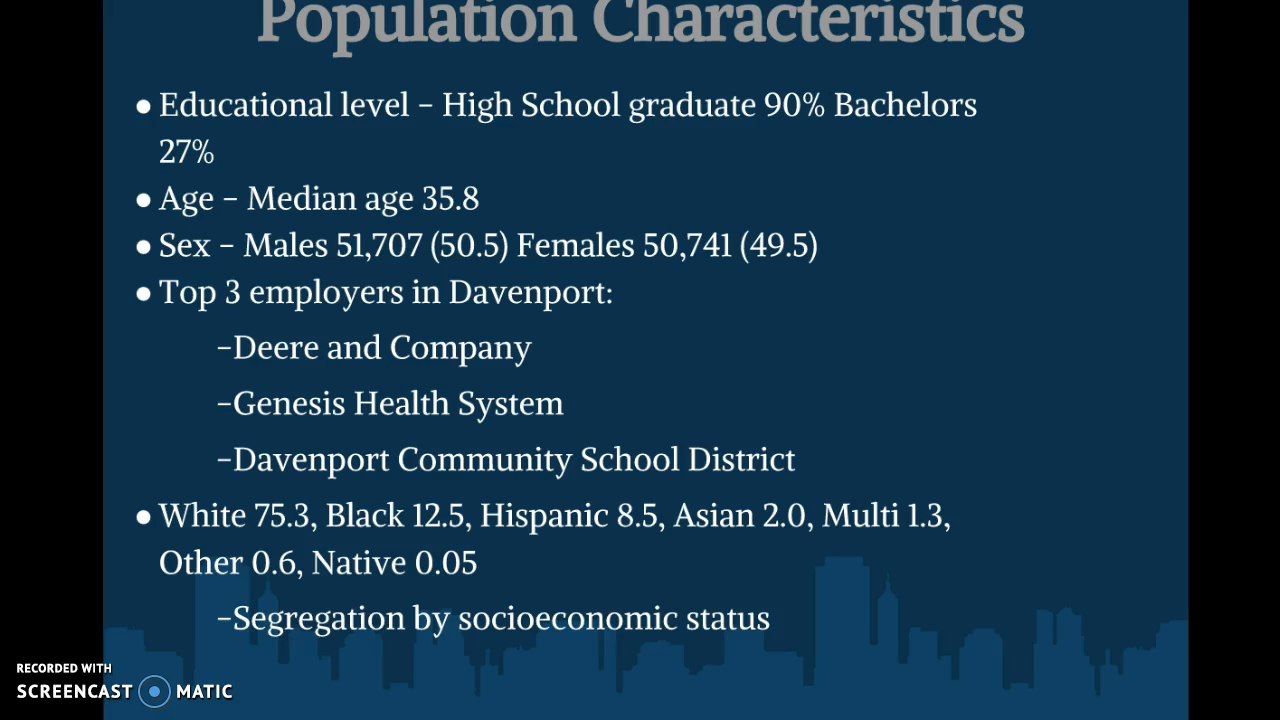 Population Characteristics
● Educational level – High School graduate 90% Bachelors
27%
● Age – Median age 35.8
● Sex – Males 51,707 (50.5) Females 50,741 (49.5)
● Top 3 employers in Davenport:
–Deere and Company
–Genesis Health System
–Davenport Community School District
● White 75.3, Black 12.5, Hispanic 8.5, Asian 2.0, Multi 1.3,
Other 0.6, Native 0.05
–Segregation by socioeconomic status
RECORDED WITH
SCREENCAST MATIC